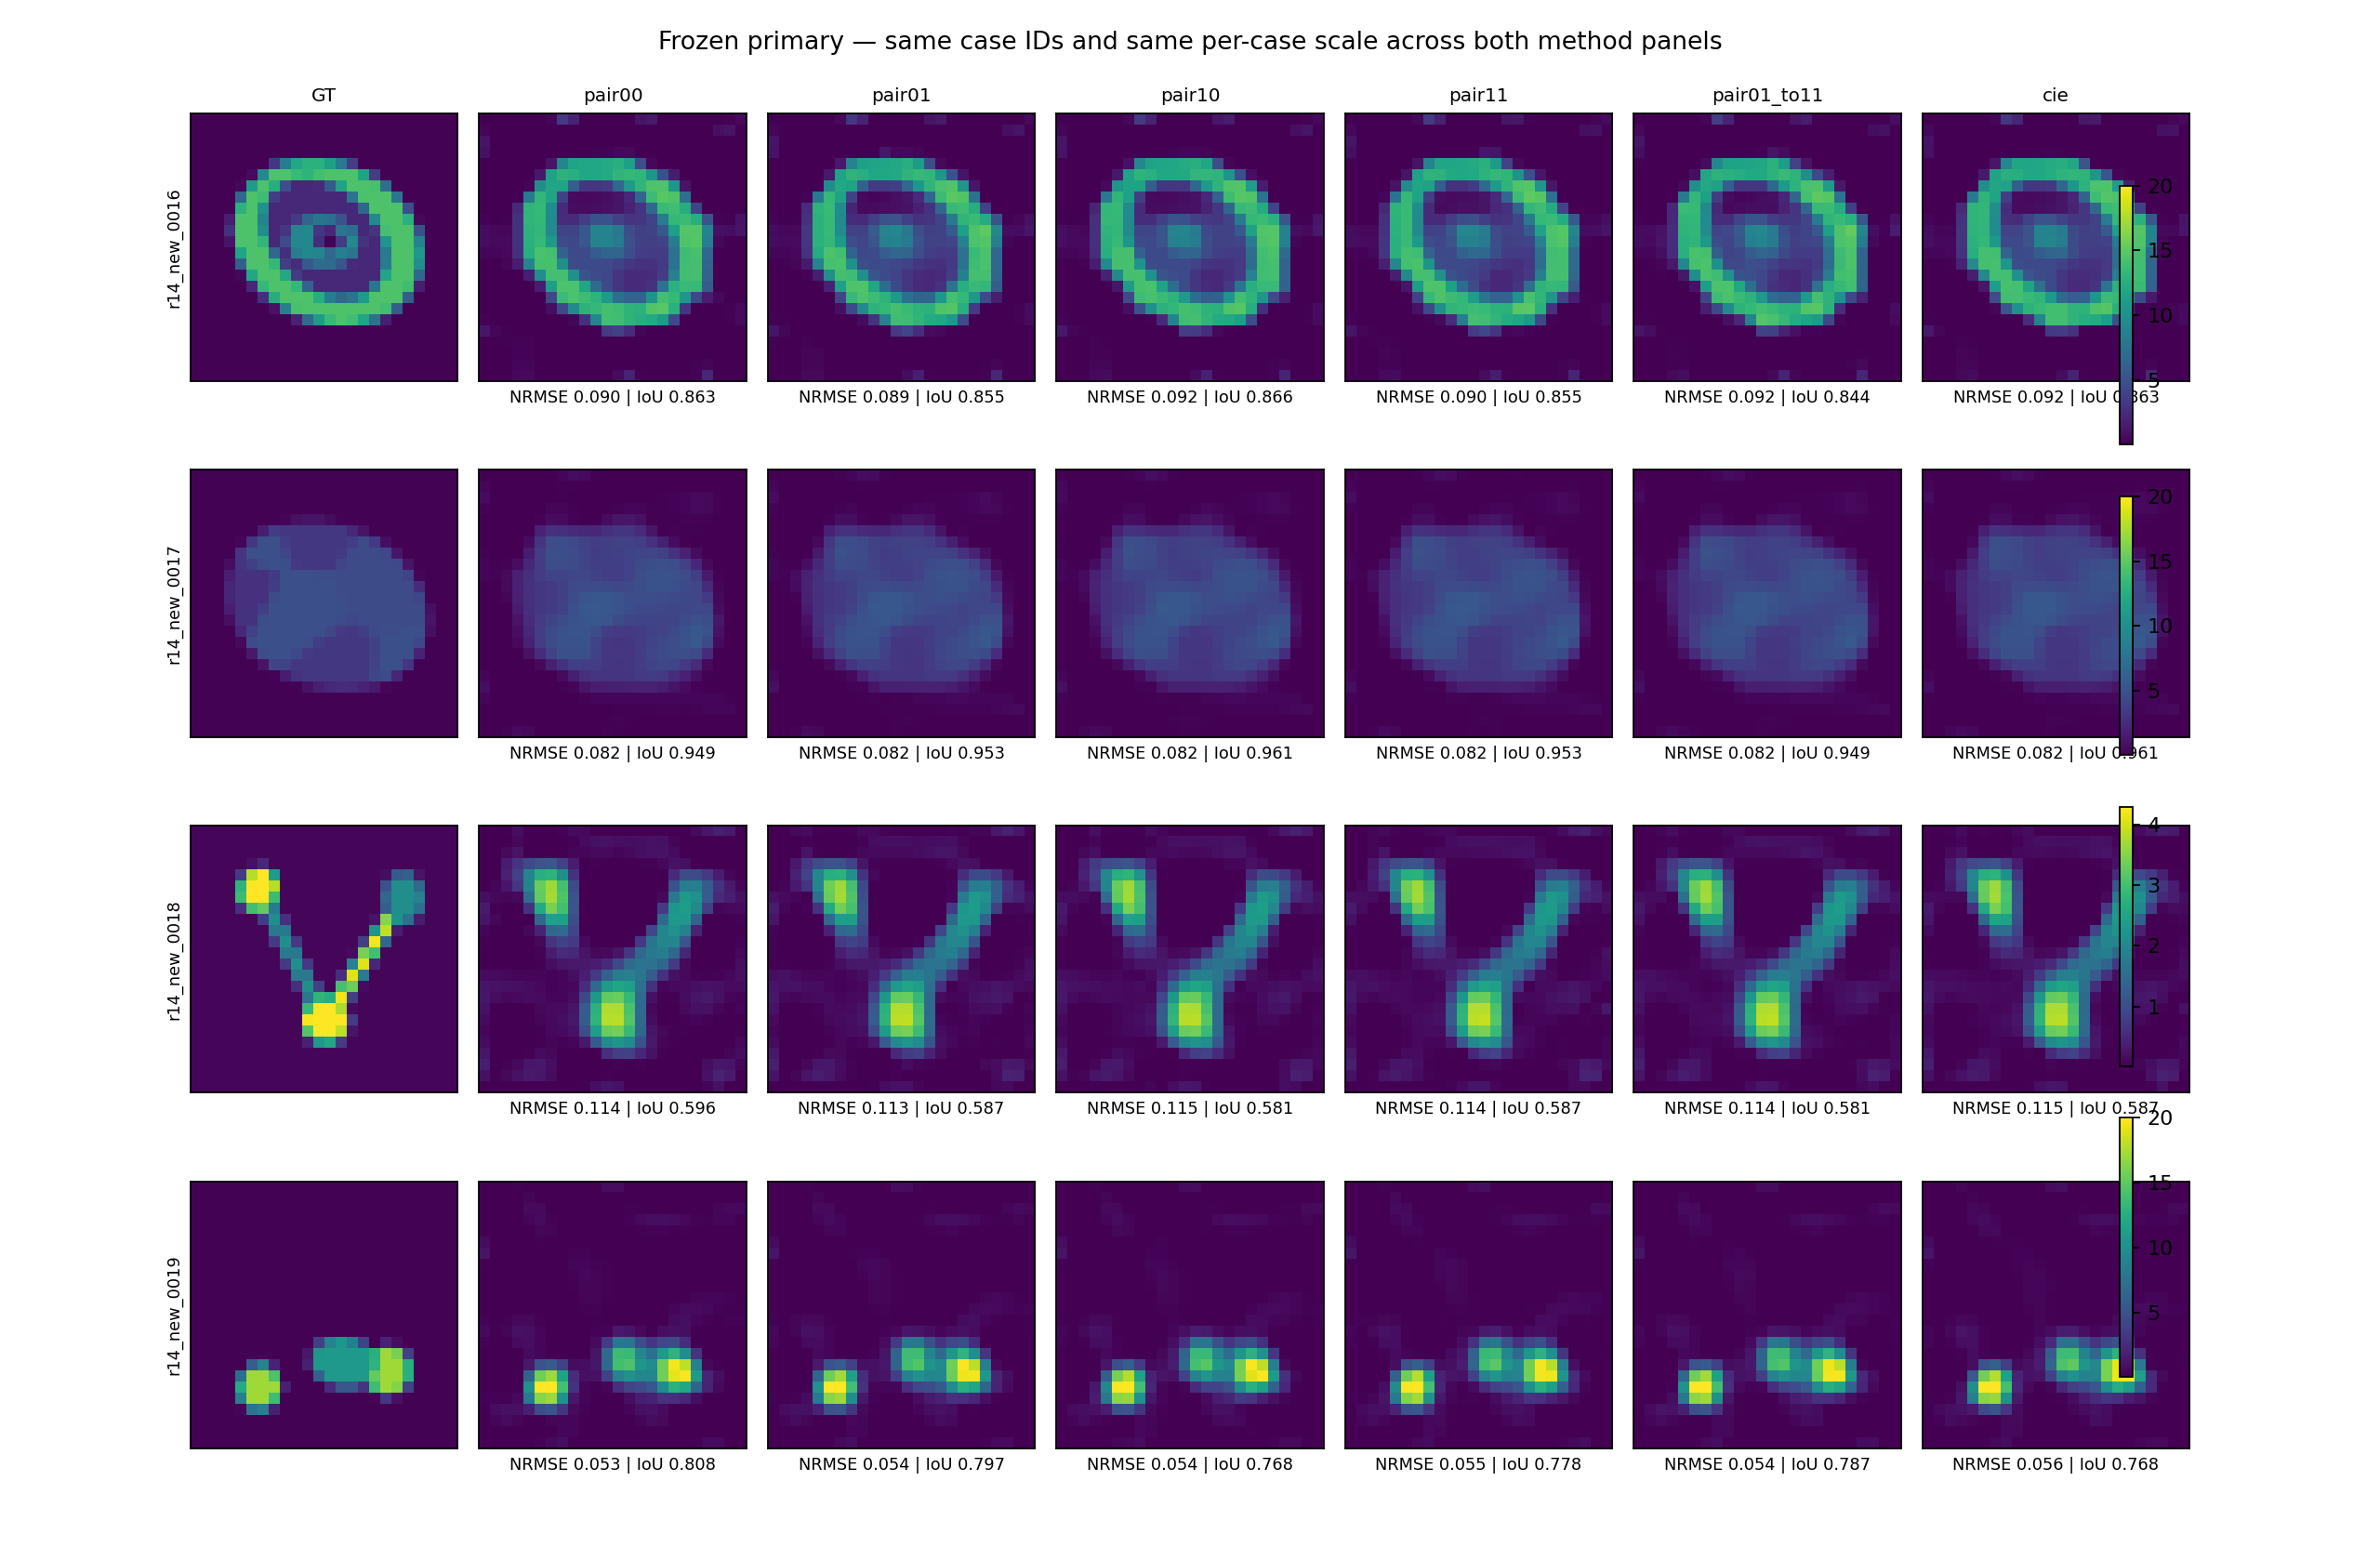 Frozen primary — same case IDs and same per-case scale across both method panels
GT pair00 pair01 pair10 pair11 pair01_to11 cie
r14_new_0016
20
15
10
5
NRMSE 0.090 | IoU 0.863 NRMSE 0.089 | IoU 0.855 NRMSE 0.092 | IoU 0.866 NRMSE 0.090 | IoU 0.855 NRMSE 0.092 | IoU 0.844 NRMSE 0.092 | IoU 0.863
r14_new_0017
20
15
10
5
NRMSE 0.082 | IoU 0.949 NRMSE 0.082 | IoU 0.953 NRMSE 0.082 | IoU 0.961 NRMSE 0.082 | IoU 0.953 NRMSE 0.082 | IoU 0.949 NRMSE 0.082 | IoU 0.961
r14_new_0018
4
3
2
1
NRMSE 0.114 | IoU 0.596 NRMSE 0.113 | IoU 0.587 NRMSE 0.115 | IoU 0.581 NRMSE 0.114 | IoU 0.587 NRMSE 0.114 | IoU 0.581 NRMSE 0.115 | IoU 0.587
r14_new_0019
20
15
10
5
NRMSE 0.053 | IoU 0.808 NRMSE 0.054 | IoU 0.797 NRMSE 0.054 | IoU 0.768 NRMSE 0.055 | IoU 0.778 NRMSE 0.054 | IoU 0.787 NRMSE 0.056 | IoU 0.768